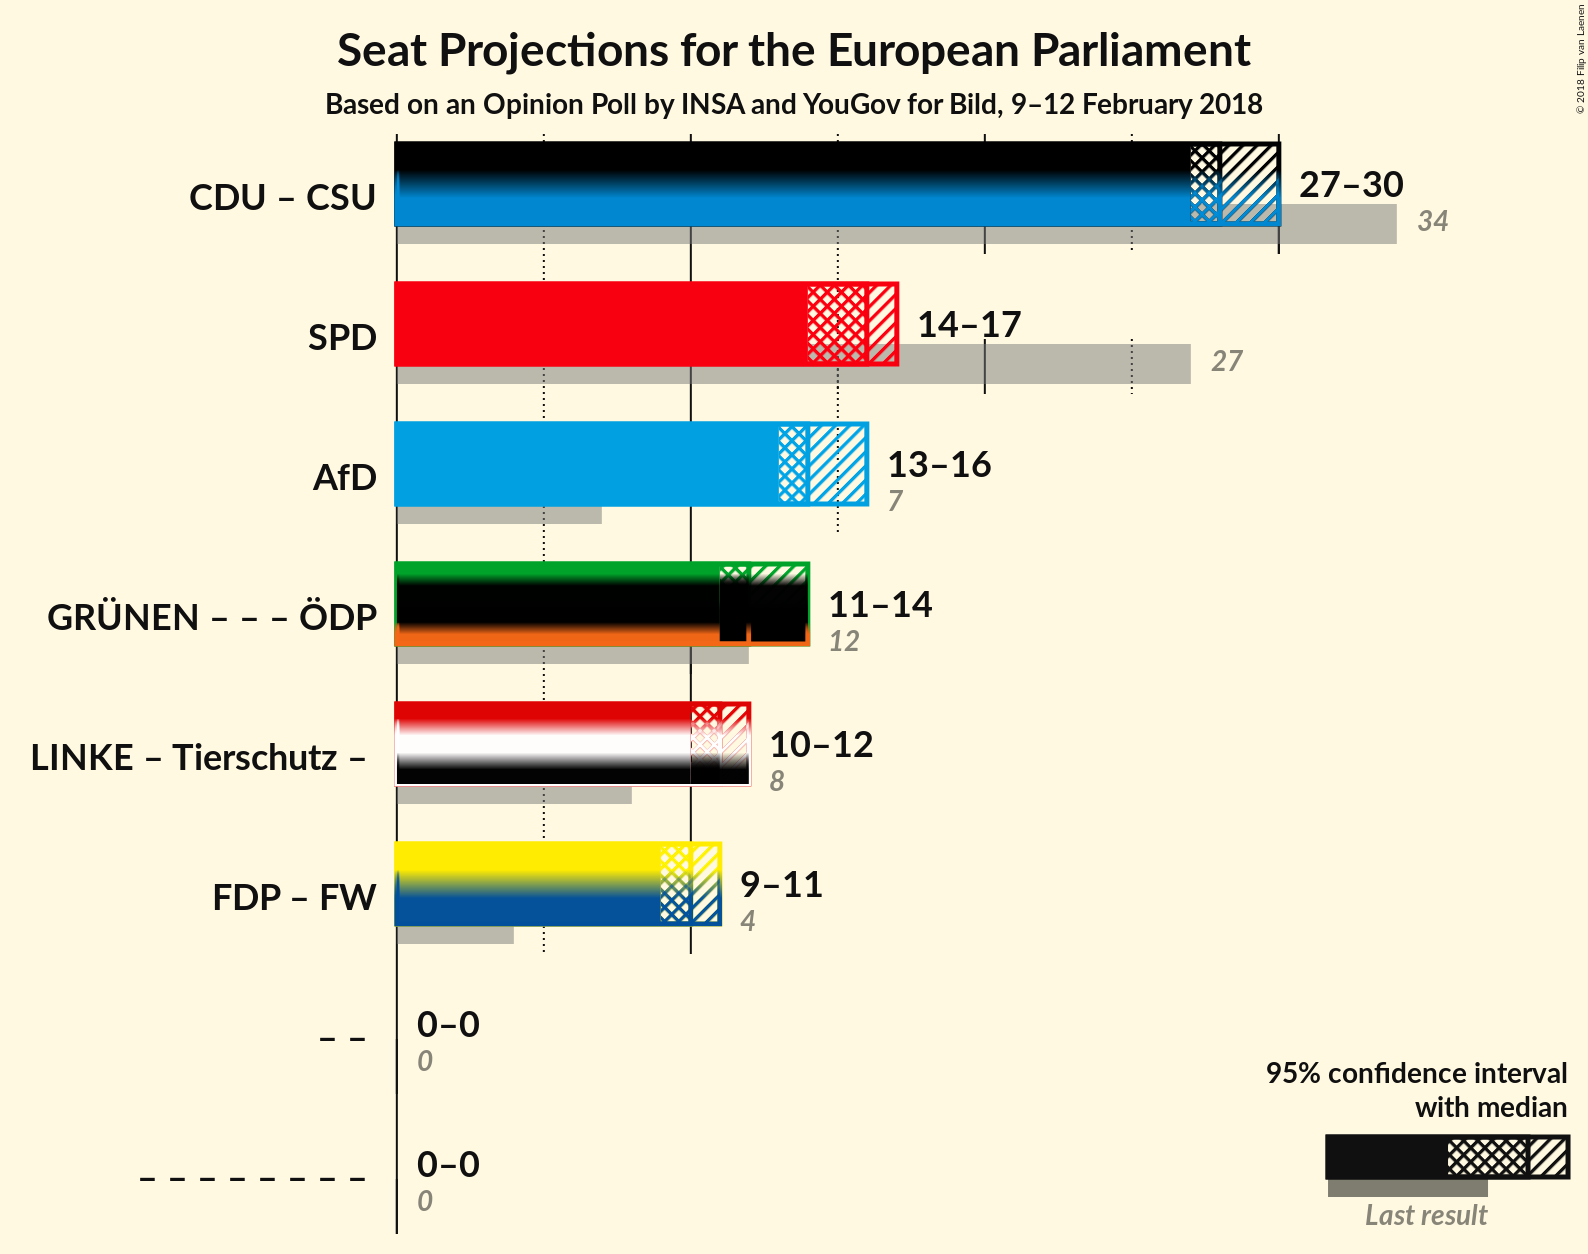 Seat Projections for the European Parliament
Based on an Opinion Poll by INSA and YouGov for Bild, 9–12 February 2018
© 2018 Filip van Laenen
CDU – CSU
27–30
34
SPD
14–17
27
AfD
13–16
7
GRÜNEN – – – ÖDP
11–14
12
LINKE – Tierschutz –
10–12
8
FDP – FW
9–11
4
– –
0–0
0
– – – – – – – –
0–0
0
95% confidence interval
with median
Last result